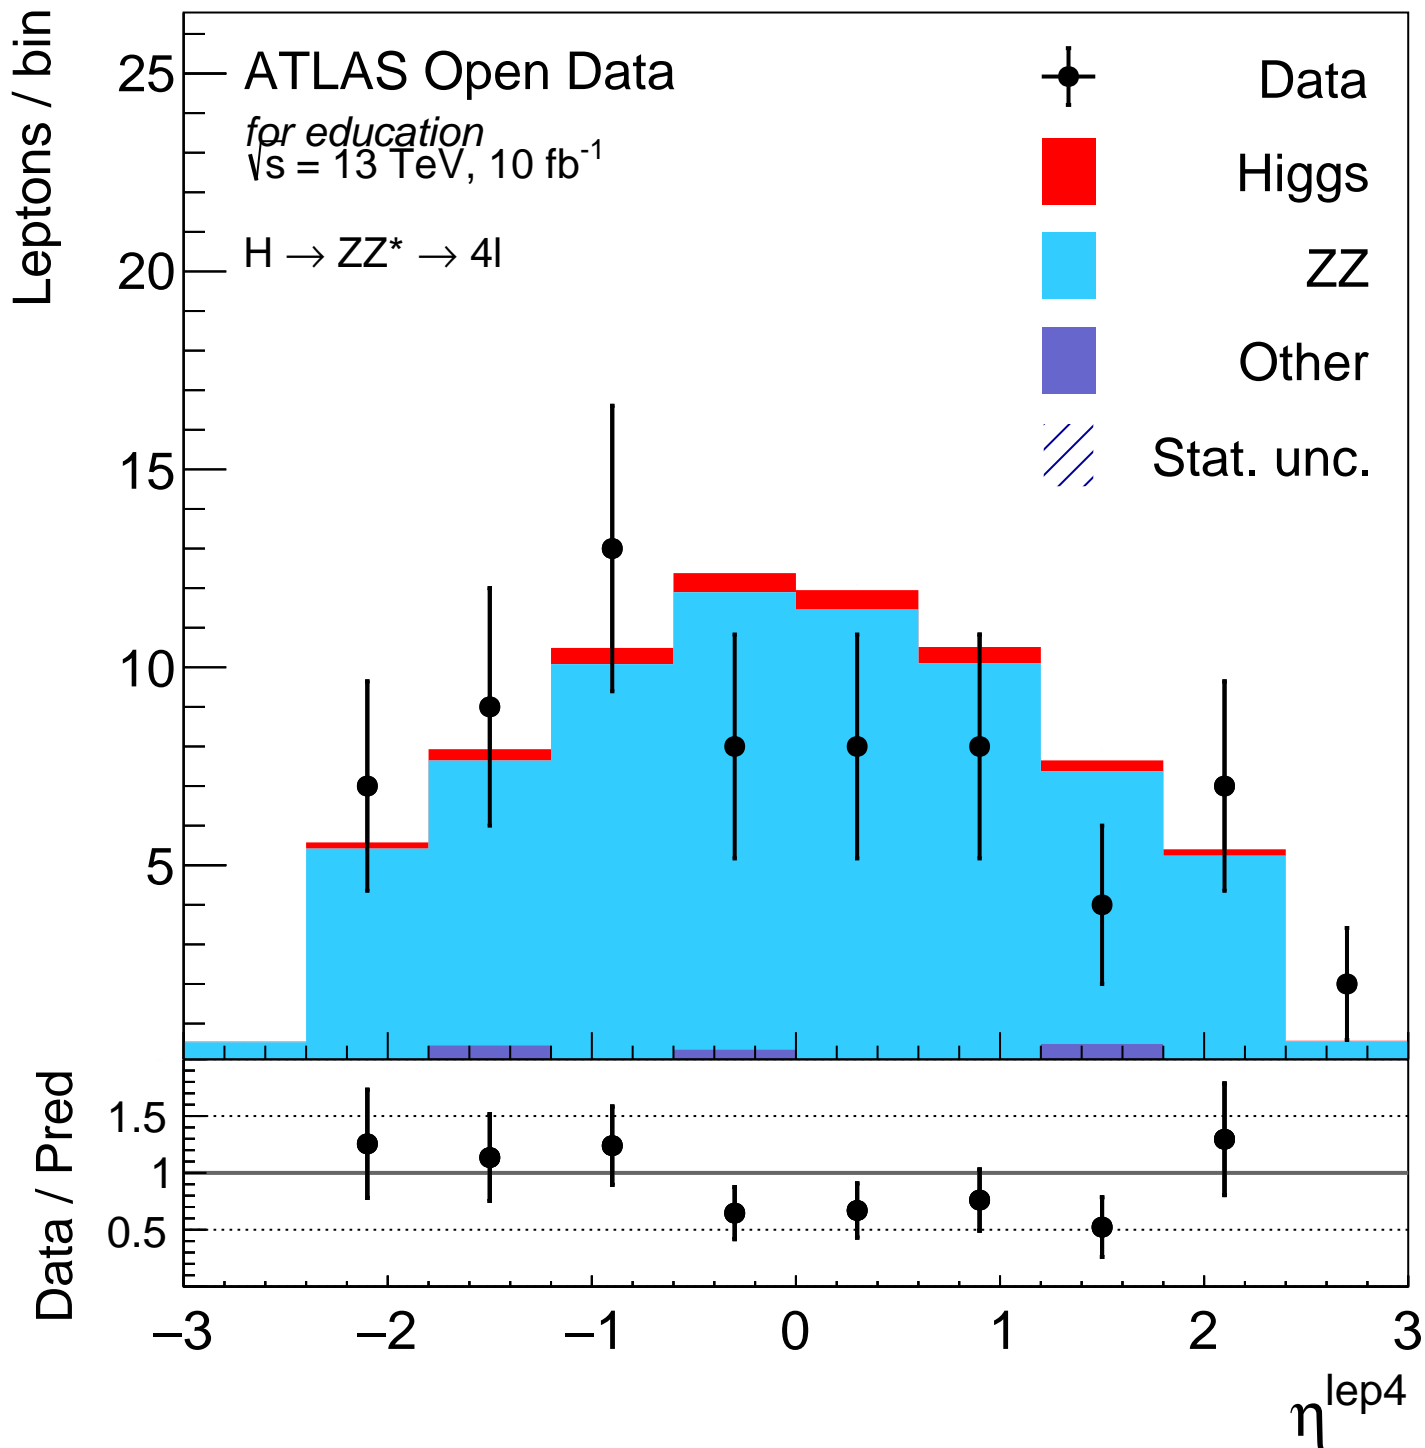 Leptons / bin
25
20
15
10
5
ATLAS Open Data
for education
√s = 13 TeV, 10 fb⁻¹
H → ZZ* → 4l
Data
Higgs
ZZ
Other
Stat. unc.
Data / Pred
1.5
1
0.5
−3 −2 −1 0 1 2 3
η^lep4